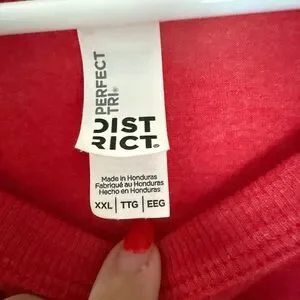 PERFECT
TRI®
DIST
RICT®
Made in Honduras
Fabriqué au Honduras
Hecho en Honduras
XXL | TTG | EEG